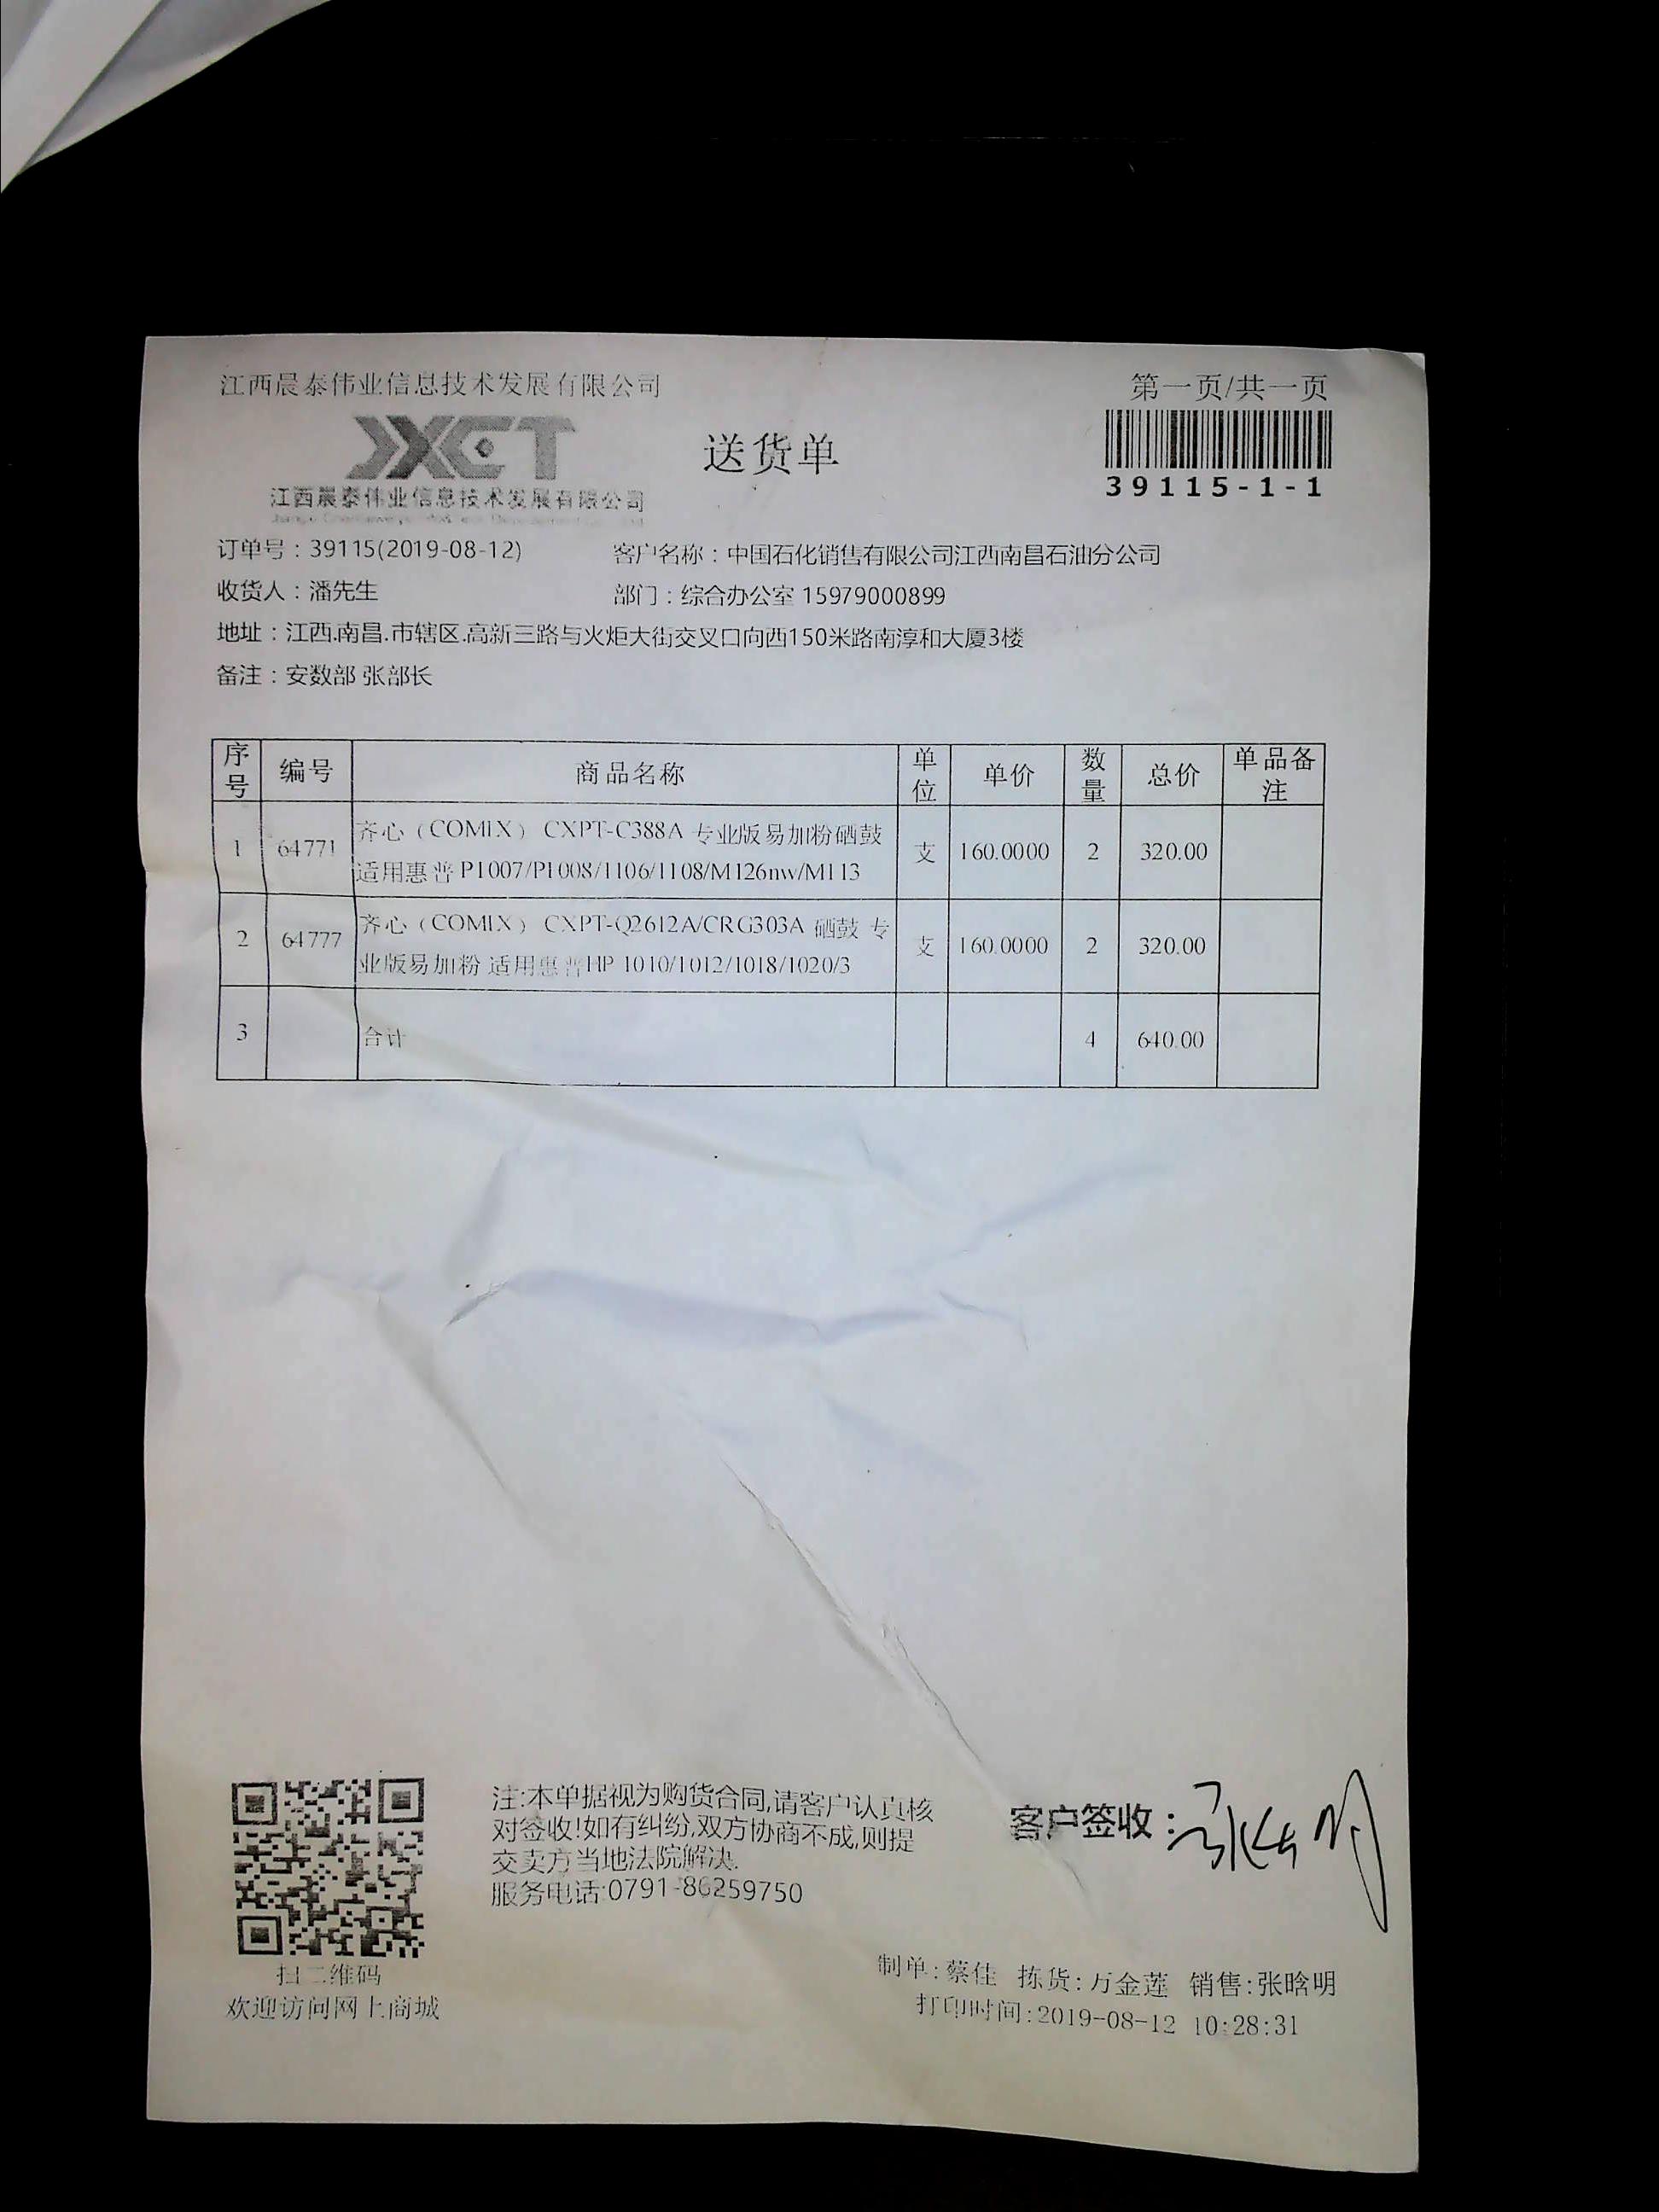 江西晨泰伟业信息技术发展有限公司
第一页/共一页
JXCT
送货单
39115-1-1
江西晨泰伟业信息技术发展有限公司
订单号：39115(2019-08-12)
客户名称：中国石化销售有限公司江西南昌石油分公司
收货人：潘先生
部门：综合办公室 15979000899
地址：江西.南昌.市辖区.高新三路与火炬大街交叉口向西150米路南淳和大厦3楼
备注：安数部 张部长
序号 编号 商品名称 单位 单价 数量 总价 单品备注
1 64771 齐心（COMIX） CXPT-C388A 专业版易加粉硒鼓
适用惠普 P1007/P1008/1106/1108/M126nw/M113 支 160.0000 2 320.00
2 64777 齐心（COMIX） CXPT-Q2612A/CRG303A 硒鼓 专
业版易加粉 适用惠普HP 1010/1012/1018/1020/3 支 160.0000 2 320.00
3 合计 4 640.00
注:本单据视为购货合同,请客户认真核
对签收!如有纠纷,双方协商不成,则提
交卖方当地法院解决.
服务电话:0791-86259750
客户签收：
扫二维码
欢迎访问网上商城
制单:蔡佳 拣货:万金莲 销售:张晗明
打印时间:2019-08-12 10:28:31